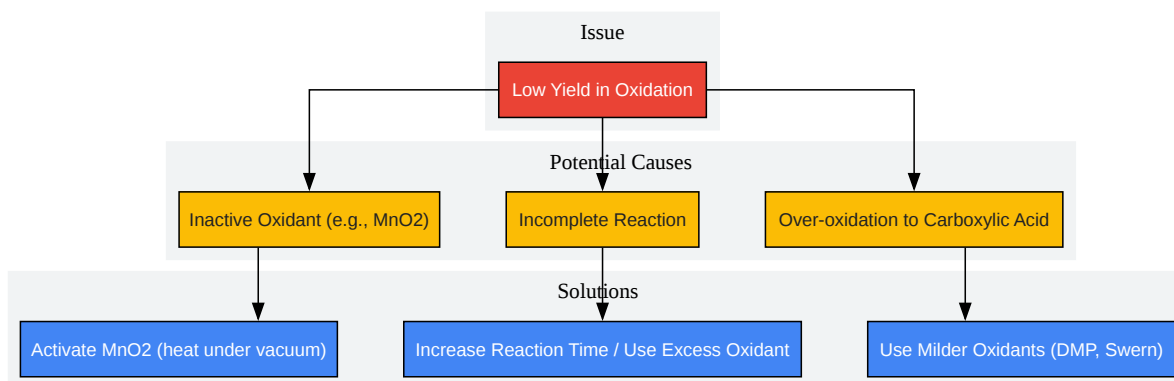 Issue
Low Yield in Oxidation
Potential Causes
Inactive Oxidant (e.g., MnO2)
Incomplete Reaction
Over-oxidation to Carboxylic Acid
Solutions
Activate MnO2 (heat under vacuum)
Increase Reaction Time / Use Excess Oxidant
Use Milder Oxidants (DMP, Swern)